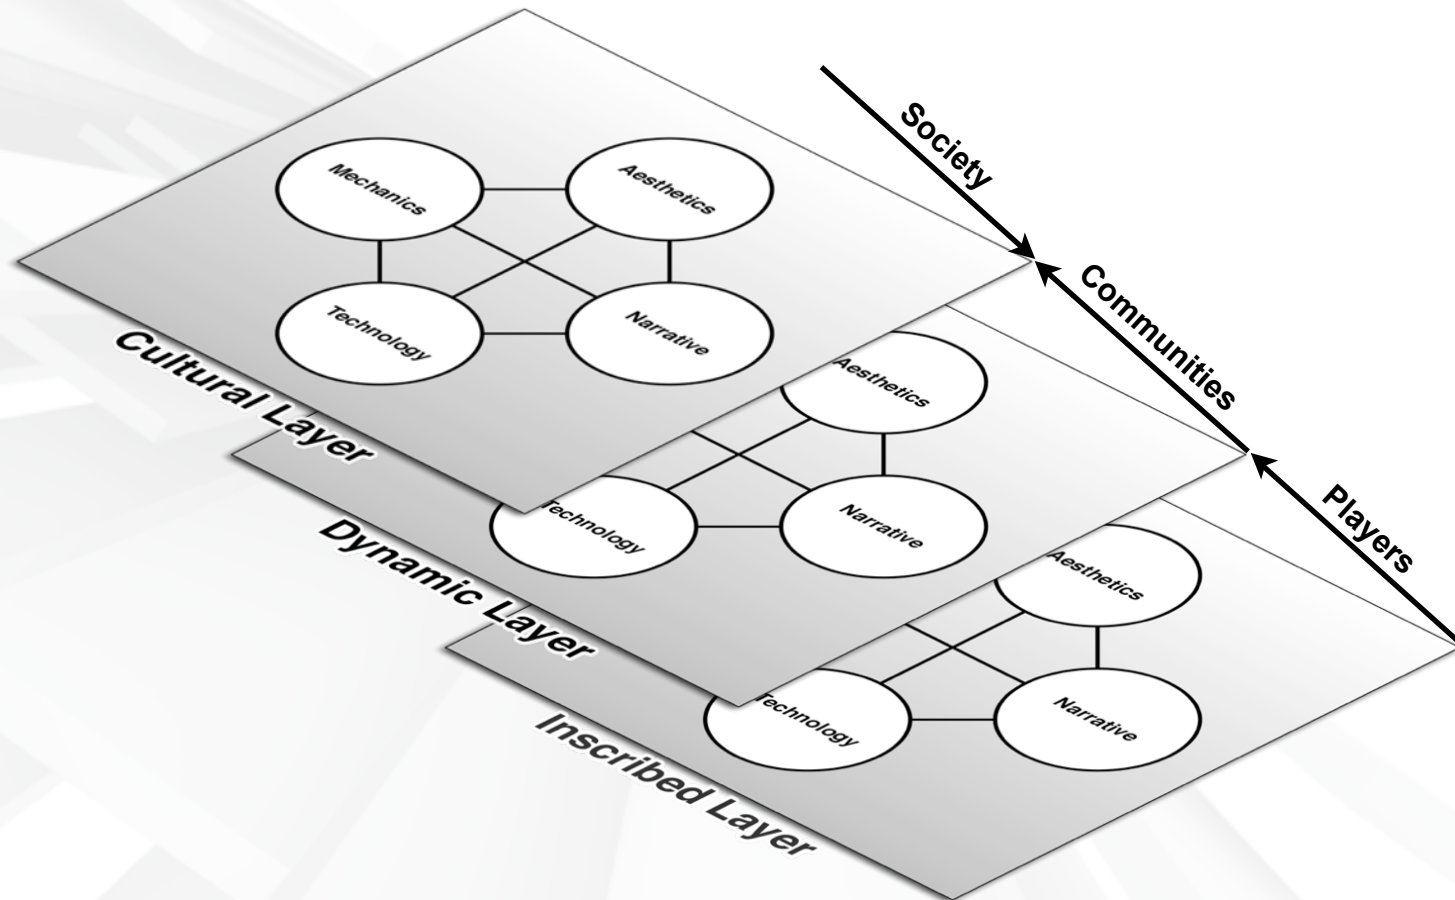 Society
Mechanics
Aesthetics
Technology
Narrative
Cultural Layer
Communities
Aesthetics
Technology
Narrative
Dynamic Layer
Players
Aesthetics
Technology
Narrative
Inscribed Layer